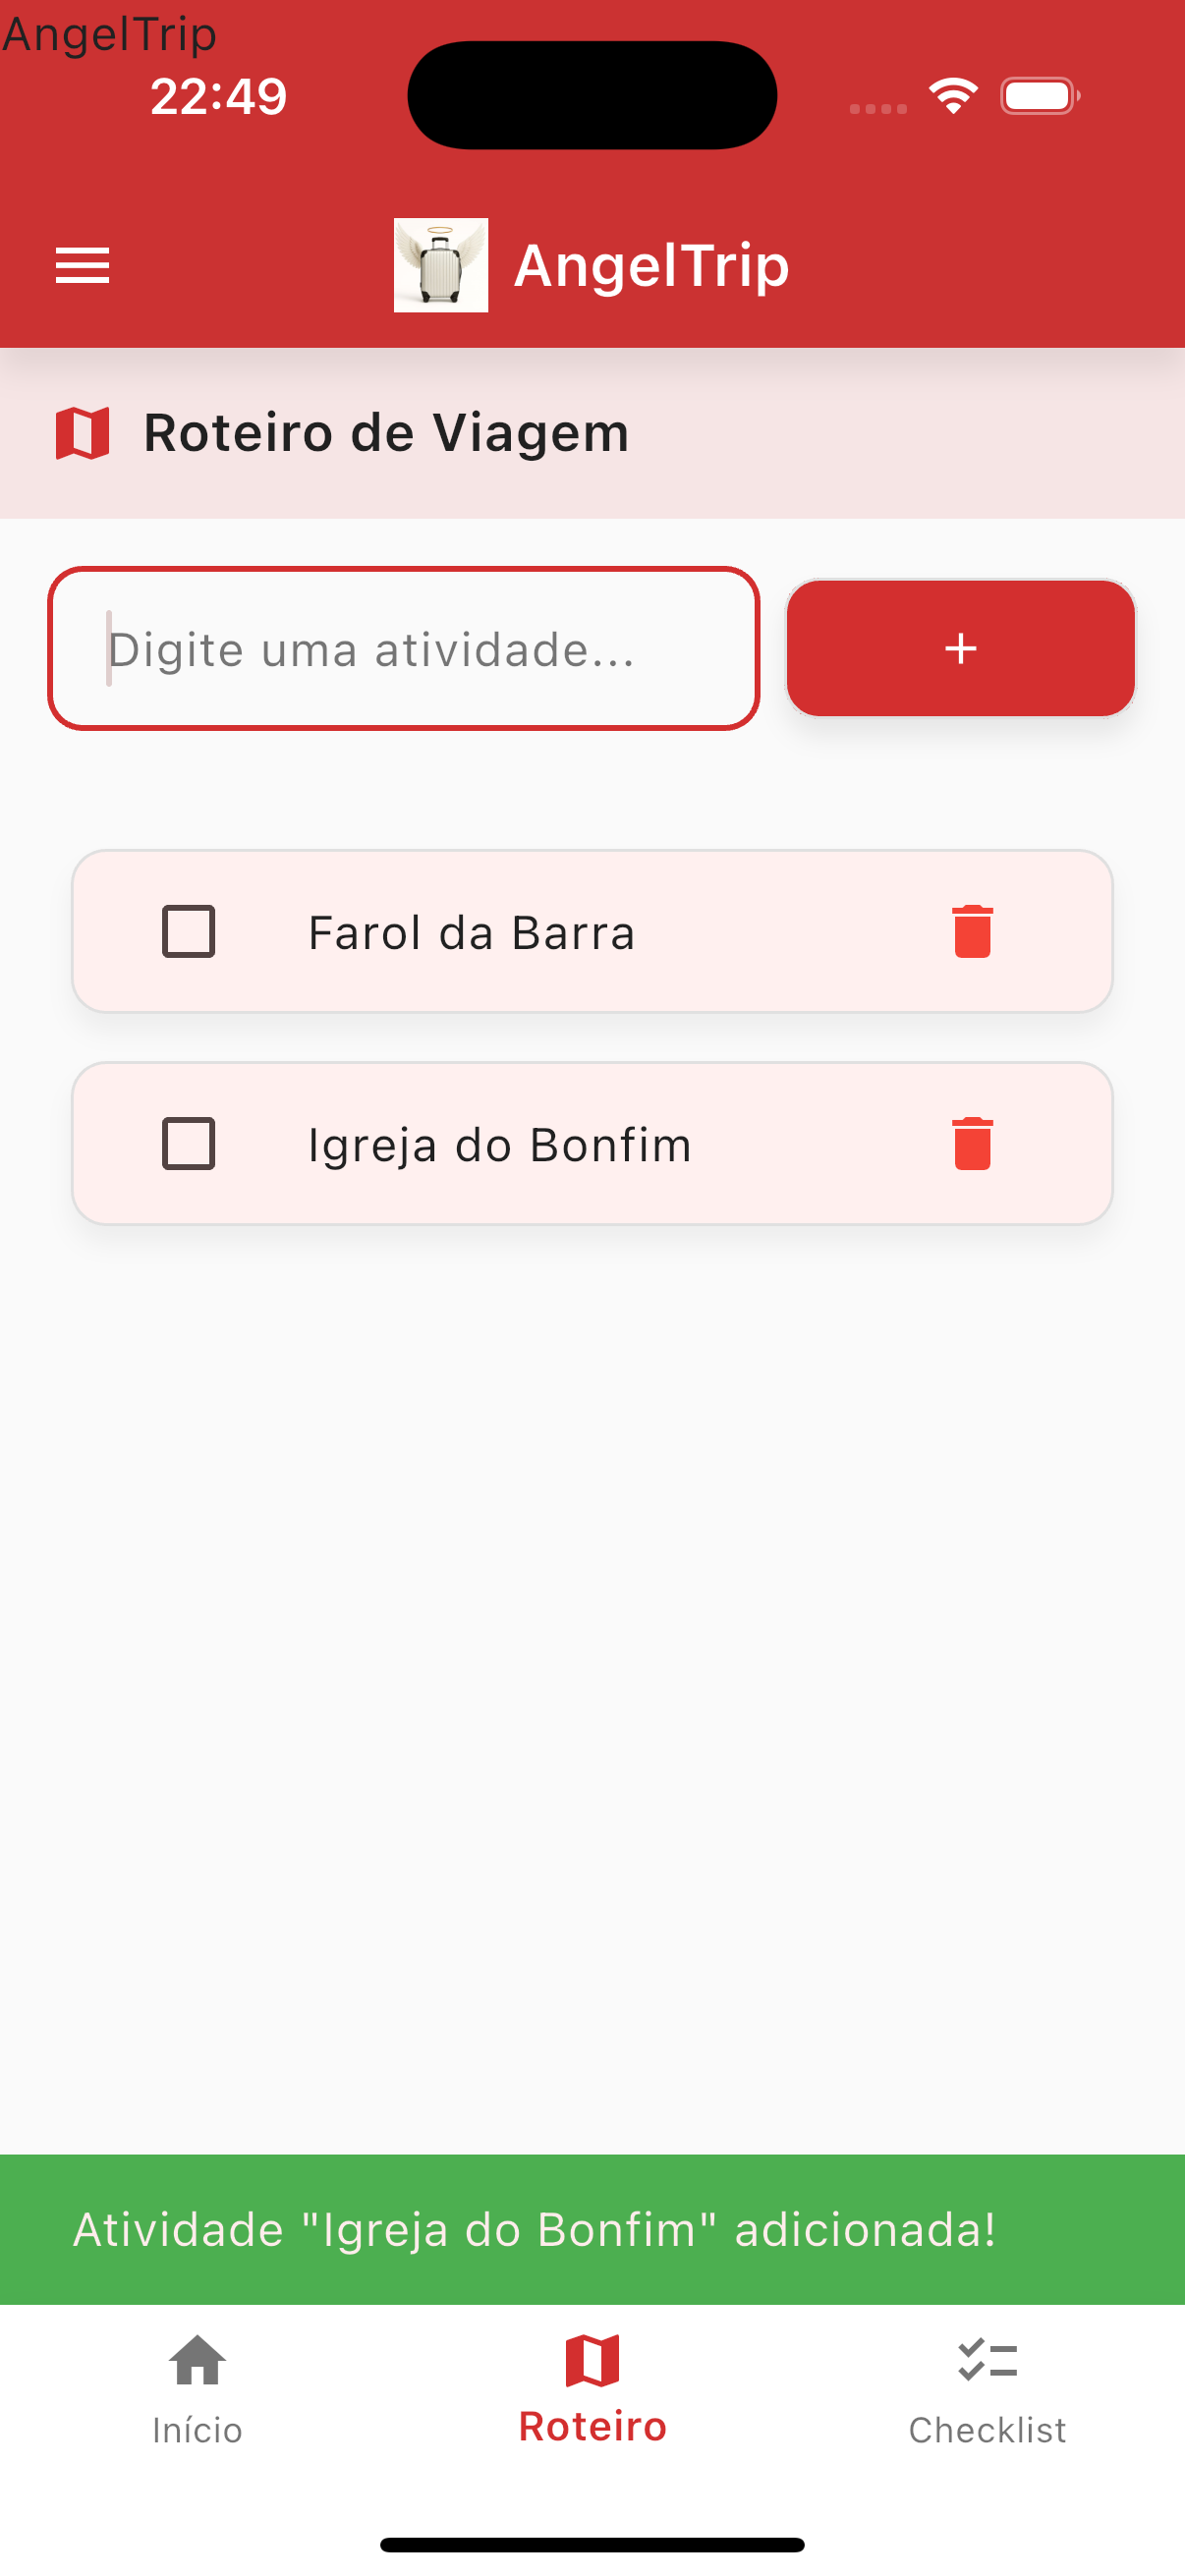 AngelTrip
22:49
AngelTrip
Roteiro de Viagem
Digite uma atividade...
+
Farol da Barra
Igreja do Bonfim
Atividade "Igreja do Bonfim" adicionada!
Início
Roteiro
Checklist